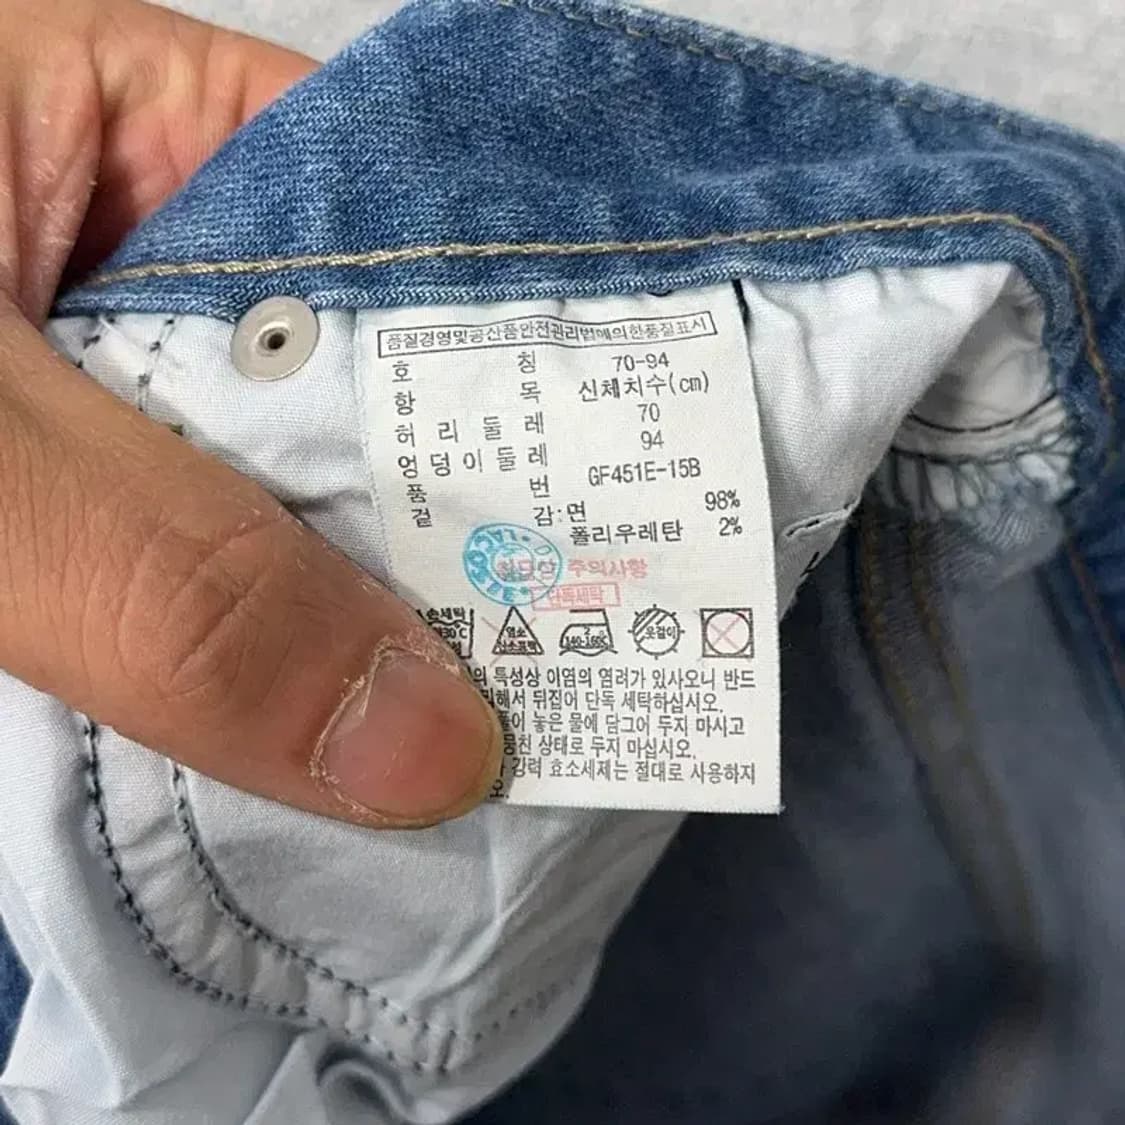 품질경영및공산품안전관리법에의한품질표시
호 칭 70-94
항 목 신체치수(cm)
허 리 둘 레 70
엉 덩 이 둘 레 94
품 번 GF451E-15B
겉 감:면 98%
폴리우레탄 2%
LACOSTE
주의사항
단독세탁
손세탁
염소
산소표백
2
140-160℃
옷걸이
특성상 이염의 염려가 있사오니 반드
뒤집어 단독 세탁하십시오.
놓은 물에 담그어 두지 마시고
뭉친 상태로 두지 마십시오.
강력 효소세제는 절대로 사용하지
오.